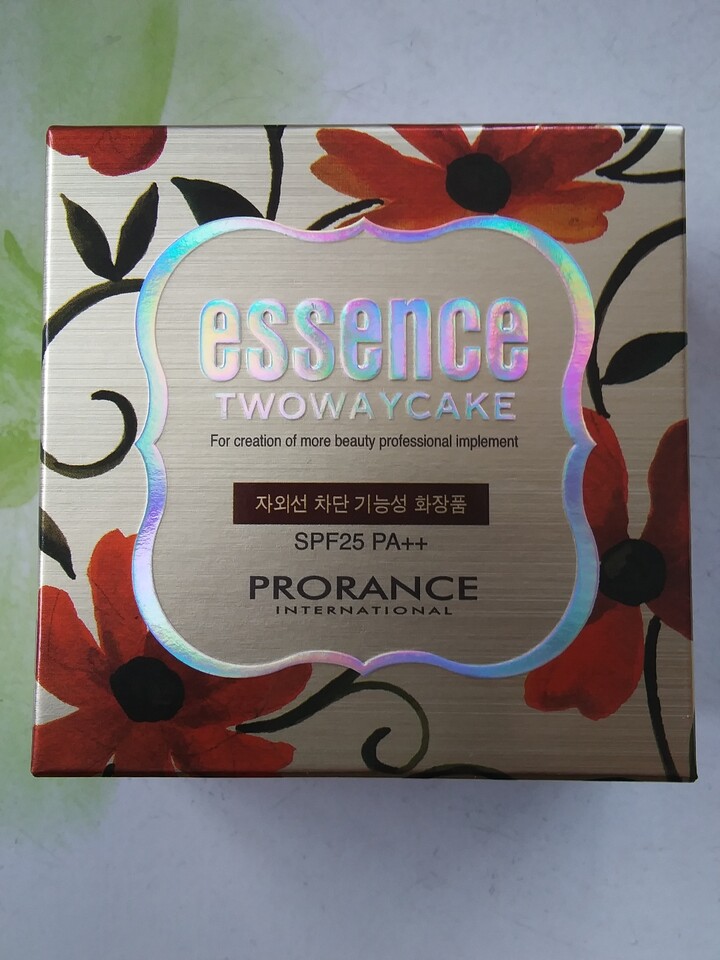 essence
TWOWAYCAKE
For creation of more beauty professional implement
자외선 차단 기능성 화장품
SPF25 PA++
PRORANCE
INTERNATIONAL